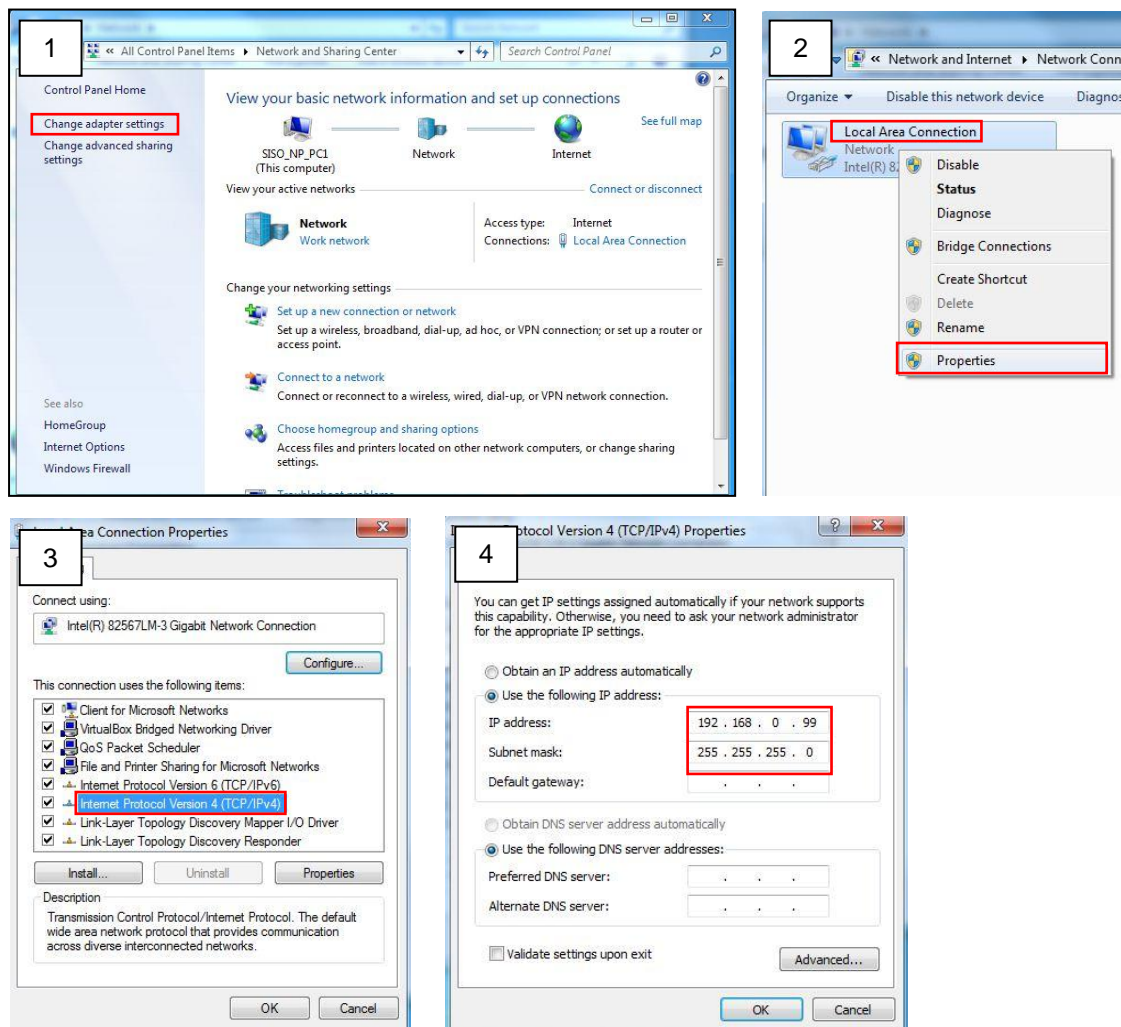 1
« All Control Panel Items ▸ Network and Sharing Center
Search Control Panel
Control Panel Home
Change adapter settings
Change advanced sharing
settings
See also
HomeGroup
Internet Options
Windows Firewall
View your basic network information and set up connections
See full map
SISO_NP_PC1
(This computer)
Network
Internet
View your active networks
Connect or disconnect
Network
Work network
Access type: Internet
Connections: Local Area Connection
Change your networking settings
Set up a new connection or network
Set up a wireless, broadband, dial-up, ad hoc, or VPN connection; or set up a router or
access point.
Connect to a network
Connect or reconnect to a wireless, wired, dial-up, or VPN network connection.
Choose homegroup and sharing options
Access files and printers located on other network computers, or change sharing
settings.
Troubleshoot problems
2
« Network and Internet ▸ Network Conn
Organize Disable this network device Diagnos
Local Area Connection
Network
Intel(R) 8
Disable
Status
Diagnose
Bridge Connections
Create Shortcut
Delete
Rename
Properties
3
ea Connection Properties
Connect using:
Intel(R) 82567LM-3 Gigabit Network Connection
Configure...
This connection uses the following items:
Client for Microsoft Networks
VirtualBox Bridged Networking Driver
QoS Packet Scheduler
File and Printer Sharing for Microsoft Networks
Internet Protocol Version 6 (TCP/IPv6)
Internet Protocol Version 4 (TCP/IPv4)
Link-Layer Topology Discovery Mapper I/O Driver
Link-Layer Topology Discovery Responder
Install... Uninstall Properties
Description
Transmission Control Protocol/Internet Protocol. The default
wide area network protocol that provides communication
across diverse interconnected networks.
OK Cancel
4
otocol Version 4 (TCP/IPv4) Properties
You can get IP settings assigned automatically if your network supports
this capability. Otherwise, you need to ask your network administrator
for the appropriate IP settings.
Obtain an IP address automatically
Use the following IP address:
IP address: 192 . 168 . 0 . 99
Subnet mask: 255 . 255 . 255 . 0
Default gateway: . . .
Obtain DNS server address automatically
Use the following DNS server addresses:
Preferred DNS server: . . .
Alternate DNS server: . . .
Validate settings upon exit
Advanced...
OK Cancel